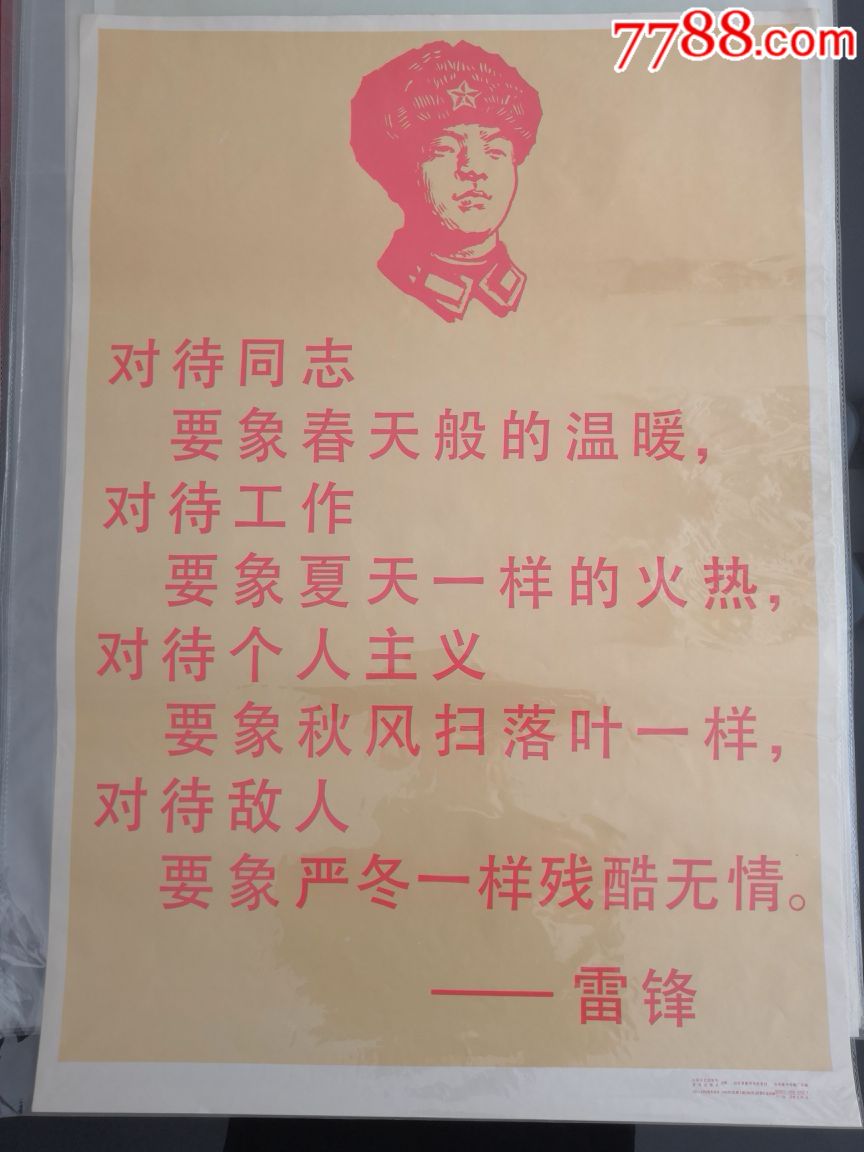 7788.com
对待同志
要象春天般的温暖，
对待工作
要象夏天一样的火热，
对待个人主义
要象秋风扫落叶一样，
对待敌人
要象严冬一样残酷无情。
——雷锋